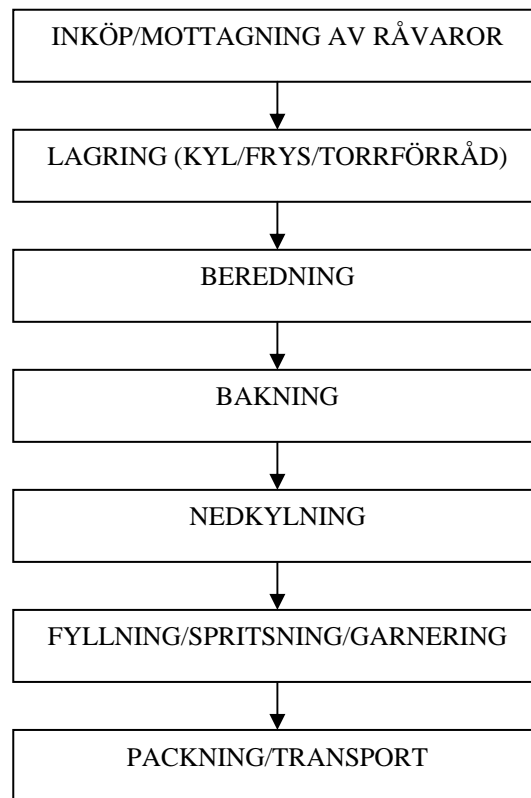 INKÖP/MOTTAGNING AV RÅVAROR
LAGRING (KYL/FRYS/TORRFÖRRÅD)
BEREDNING
BAKNING
NEDKYLNING
FYLLNING/SPRITSNING/GARNERING
PACKNING/TRANSPORT